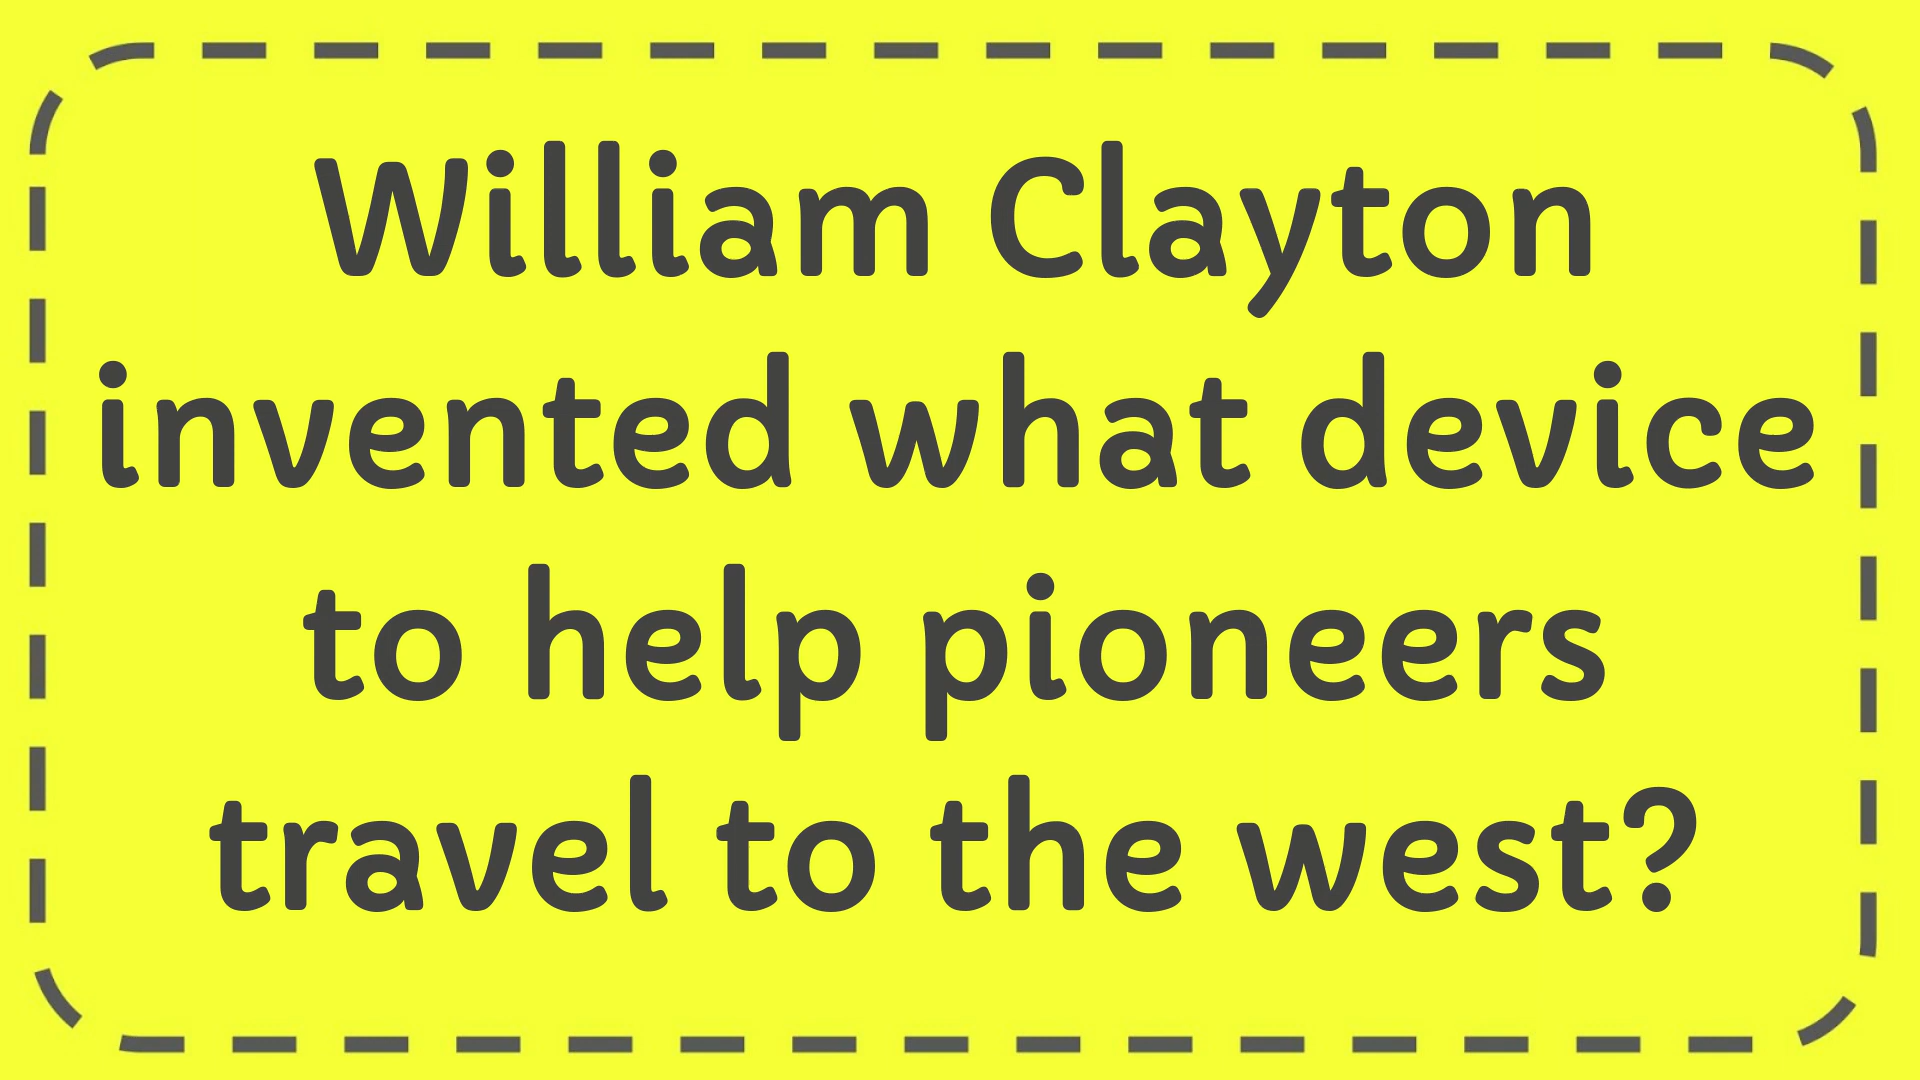 William Clayton
invented what device
to help pioneers
travel to the west?